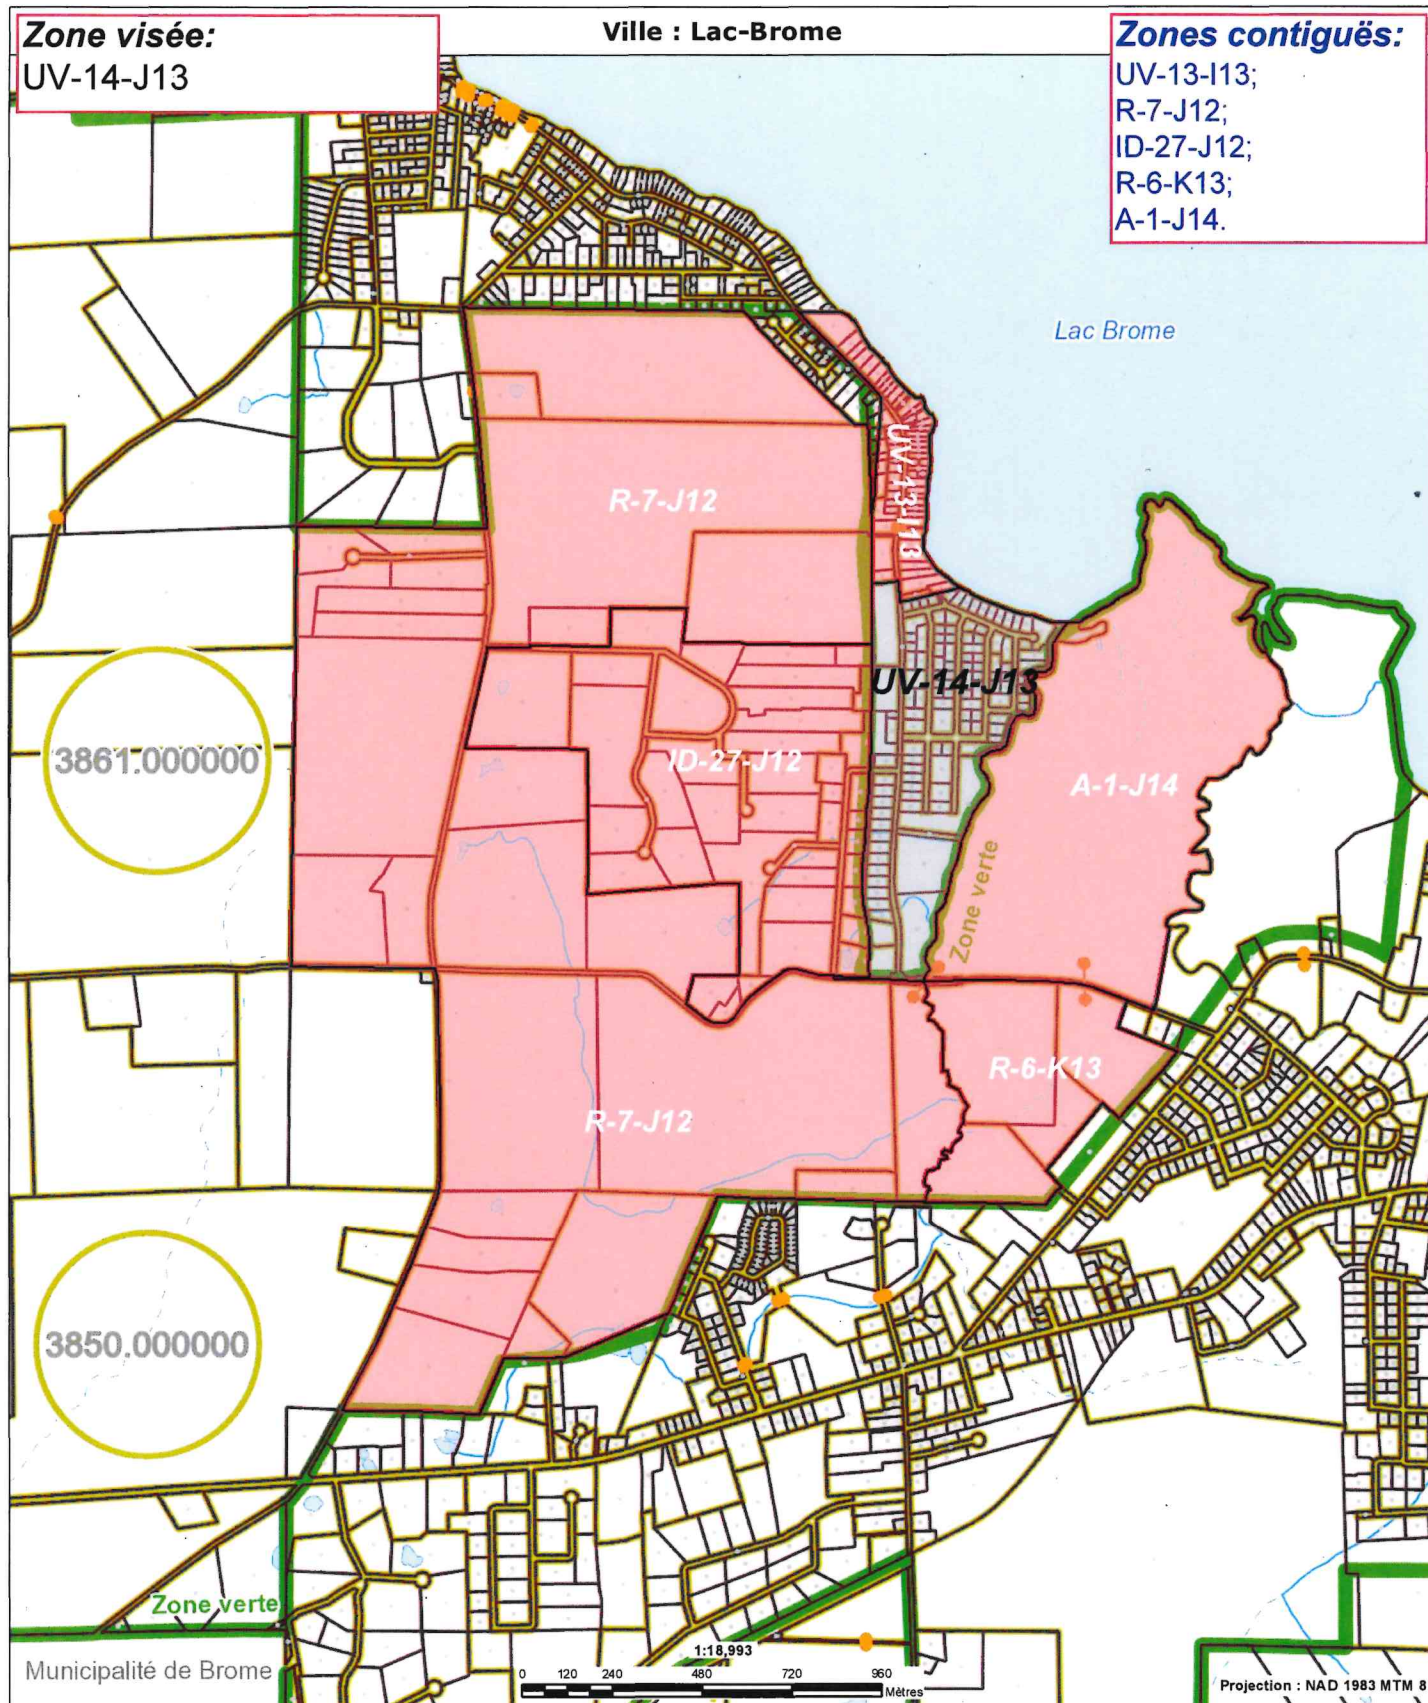 Zone visée:
UV-14-J13
Ville : Lac-Brome
Zones contiguës:
UV-13-I13;
R-7-J12;
ID-27-J12;
R-6-K13;
A-1-J14.
Lac Brome
R-7-J12
UV-13-I13
UV-14-J13
3861.000000
ID-27-J12
A-1-J14
Zone verte
R-6-K13
R-7-J12
3850.000000
Zone verte
Municipalité de Brome
1:18,993
0 120 240 480 720 960
Mètres
Projection : NAD 1983 MTM 8